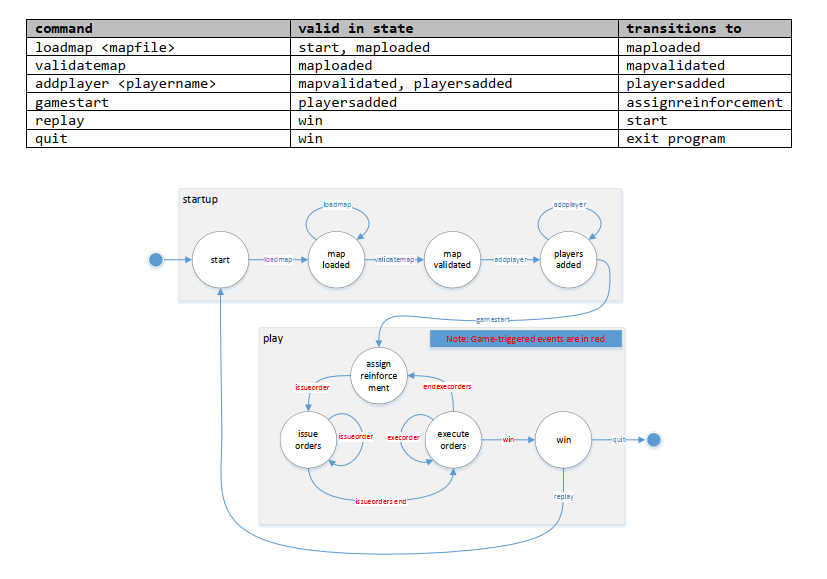 command valid in state transitions to
loadmap <mapfile> start, maploaded maploaded
validatemap maploaded mapvalidated
addplayer <playername> mapvalidated, playersadded playersadded
gamestart playersadded assignreinforcement
replay win start
quit win exit program
startup
loadmap
addplayer
start
loadmap
map
loaded
validatemap
map
validated
addplayer
players
added
gamestart
play
Note: Game-triggered events are in red
assign
reinforce
ment
issueorder
endexecorders
issue
orders
issueorder
execorder
execute
orders
win
win
quit
issueorders end
replay